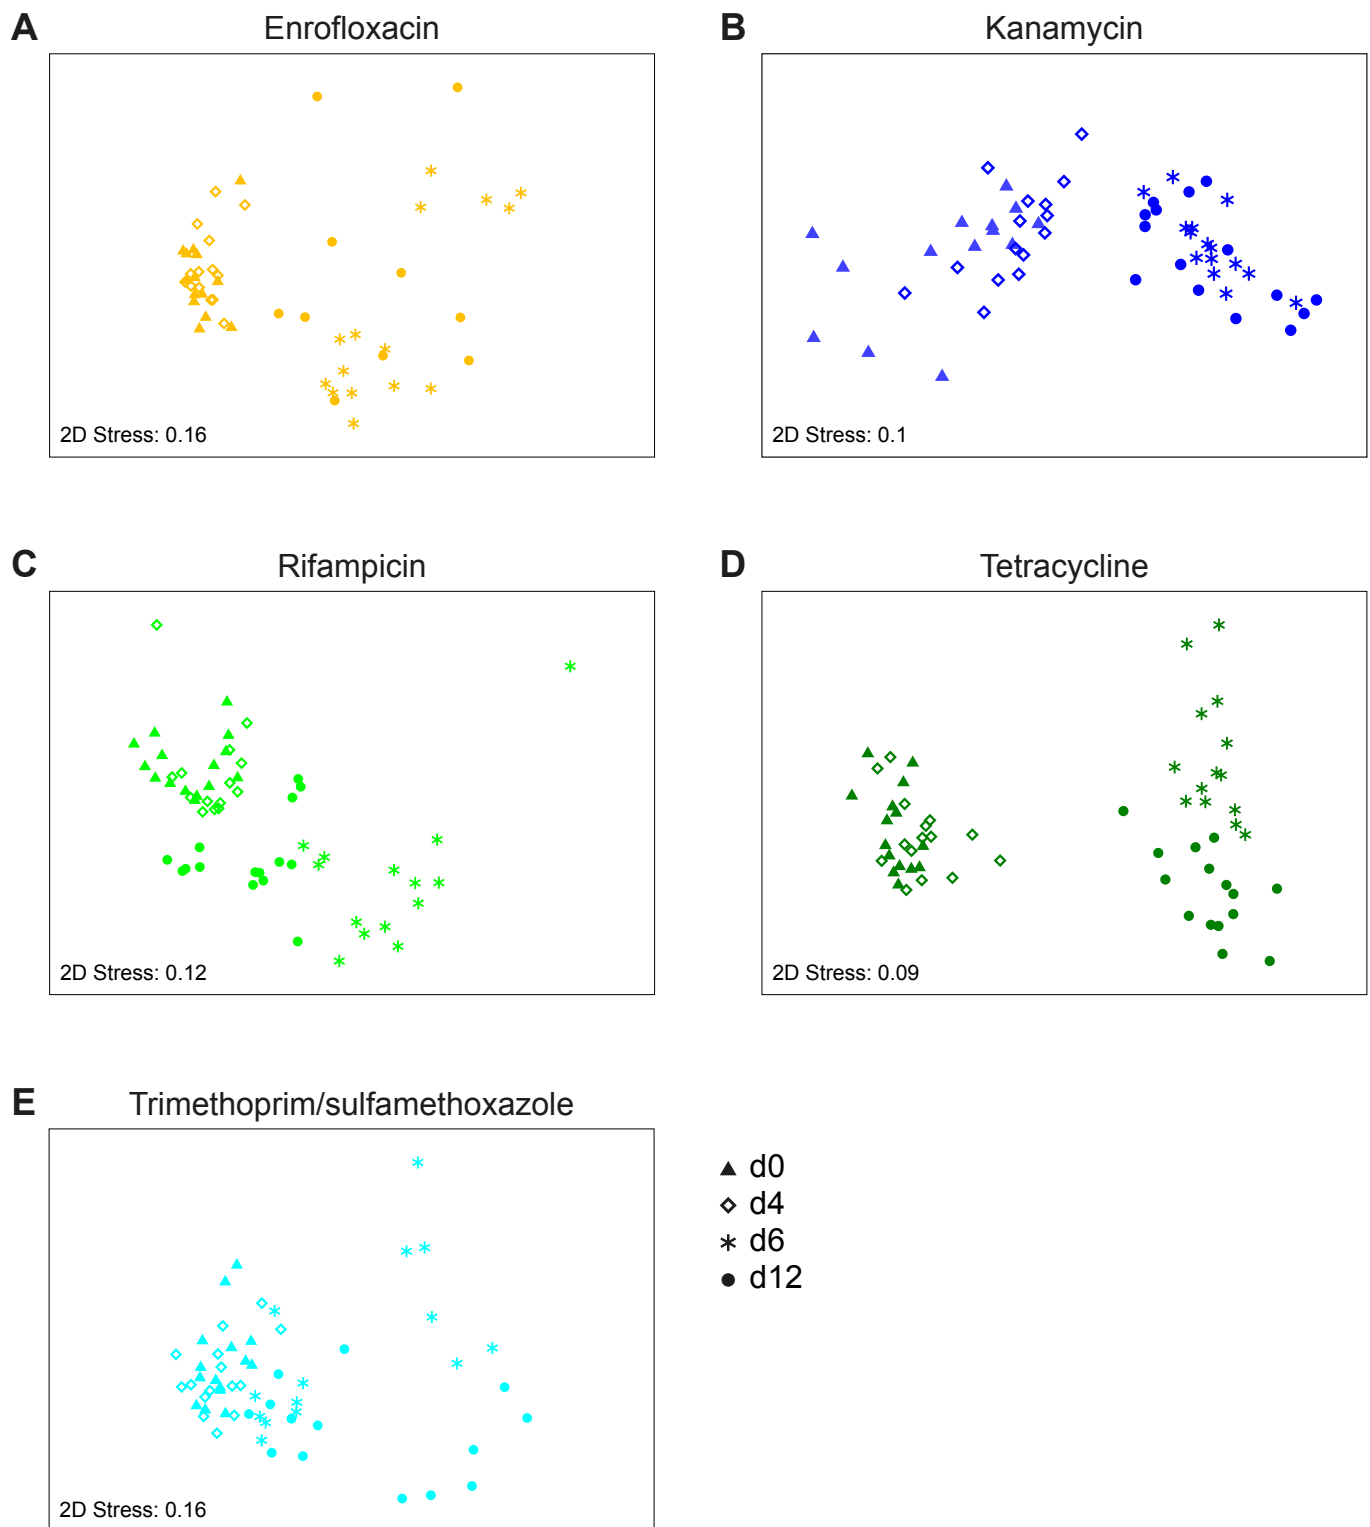 A Enrofloxacin
2D Stress: 0.16
B Kanamycin
2D Stress: 0.1
C Rifampicin
2D Stress: 0.12
D Tetracycline
2D Stress: 0.09
E Trimethoprim/sulfamethoxazole
2D Stress: 0.16
d0
d4
d6
d12